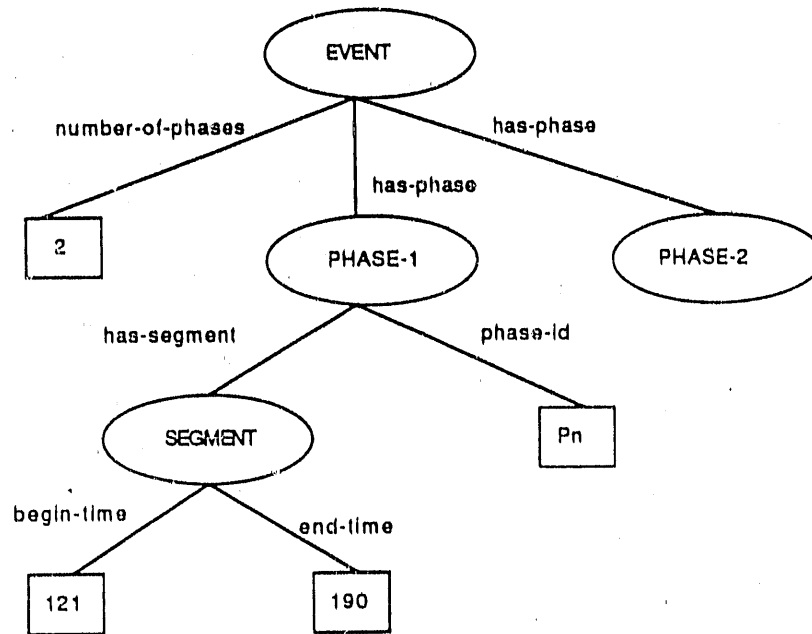 EVENT
number-of-phases
has-phase
has-phase
2
PHASE-1
PHASE-2
has-segment
phase-id
SEGMENT
Pn
begin-time
end-time
121
190